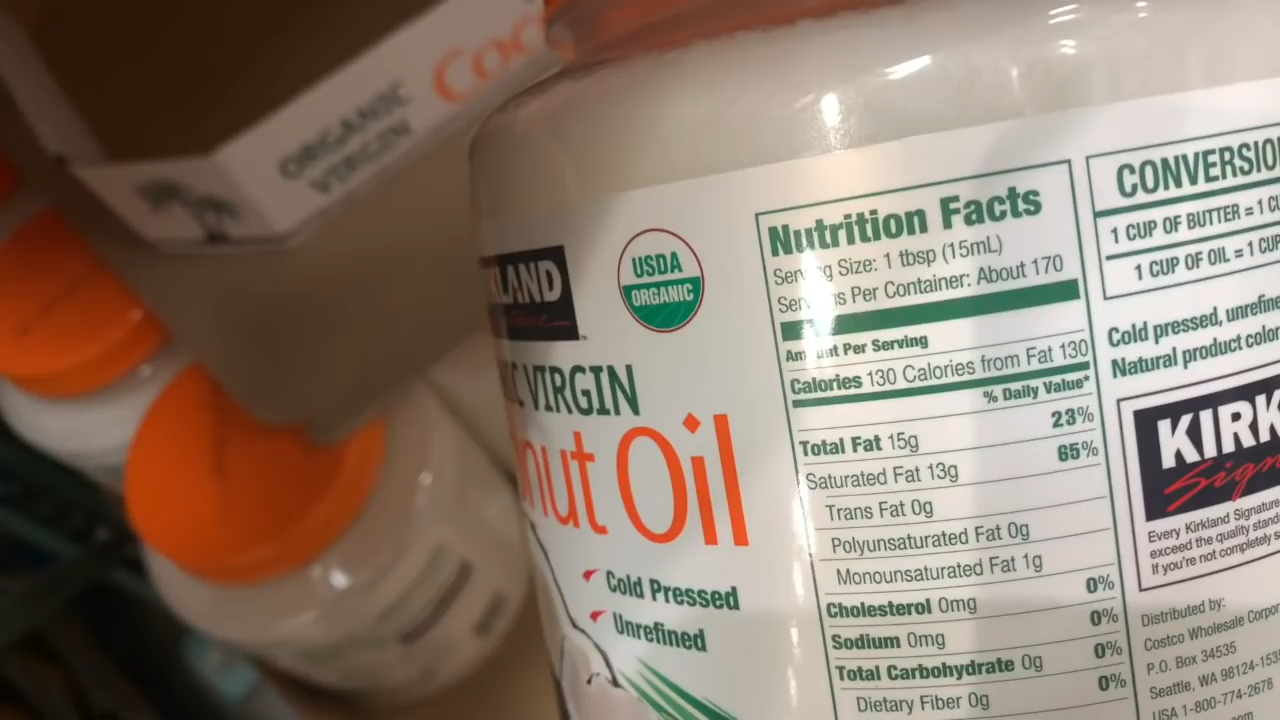 Coc
ORGANIC
VIRGIN
KLAND
USDA
ORGANIC
IC VIRGIN
nut Oil
Cold Pressed
Unrefined
Nutrition Facts
Serving Size: 1 tbsp (15mL)
Servings Per Container: About 170
Amount Per Serving
Calories 130 Calories from Fat 130
% Daily Value*
Total Fat 15g 23%
Saturated Fat 13g 65%
Trans Fat 0g
Polyunsaturated Fat 0g
Monounsaturated Fat 1g
Cholesterol 0mg 0%
Sodium 0mg 0%
Total Carbohydrate 0g 0%
Dietary Fiber 0g 0%
CONVERSIO
1 CUP OF BUTTER = 1 CU
1 CUP OF OIL = 1 CUP
Cold pressed, unrefine
Natural product color
KIRK
Sign
Every Kirkland Signature
exceed the quality stand
If you're not completely s
Distributed by:
Costco Wholesale Corpor
P.O. Box 34535
Seattle, WA 98124-1535
USA 1-800-774-2678